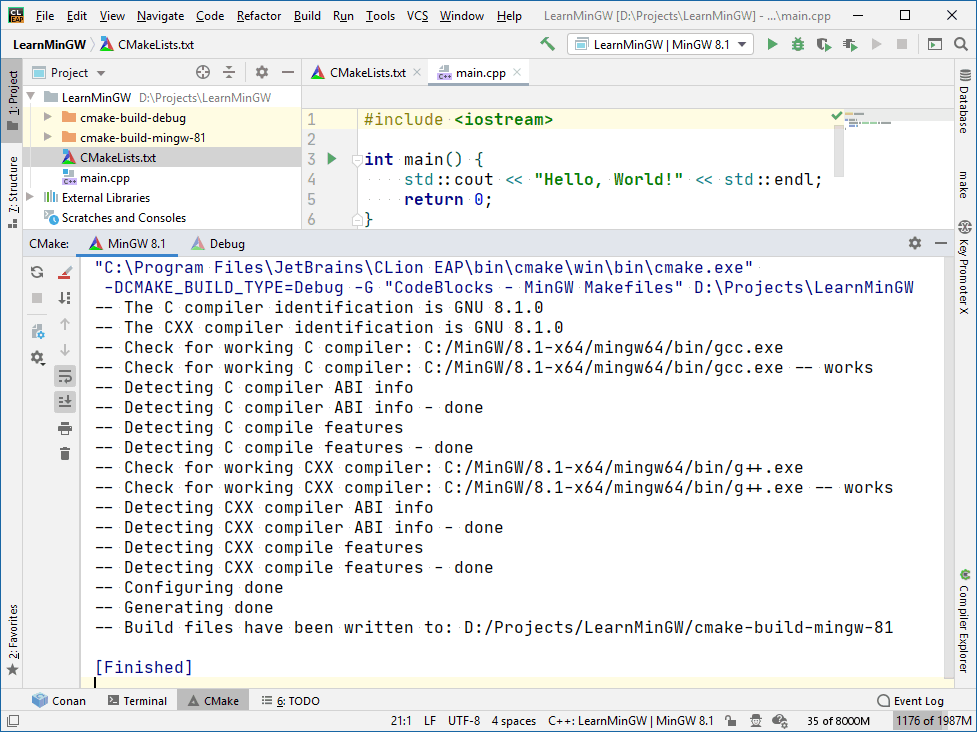 CL EAP
File Edit View Navigate Code Refactor Build Run Tools VCS Window Help LearnMinGW [D:\Projects\LearnMinGW] - ...\main.cpp
LearnMinGW CMakeLists.txt LearnMinGW | MinGW 8.1
Project CMakeLists.txt main.cpp
1: Project
7: Structure
2: Favorites
LearnMinGW D:\Projects\LearnMinGW
cmake-build-debug
cmake-build-mingw-81
CMakeLists.txt
main.cpp
External Libraries
Scratches and Consoles
1 #include <iostream>
2
3 int main() {
4 std::cout << "Hello, World!" << std::endl;
5 return 0;
6 }
Database
make
Key Promoter X
Compiler Explorer
CMake: MinGW 8.1 Debug
"C:\Program Files\JetBrains\CLion EAP\bin\cmake\win\bin\cmake.exe"
-DCMAKE_BUILD_TYPE=Debug -G "CodeBlocks - MinGW Makefiles" D:\Projects\LearnMinGW
-- The C compiler identification is GNU 8.1.0
-- The CXX compiler identification is GNU 8.1.0
-- Check for working C compiler: C:/MinGW/8.1-x64/mingw64/bin/gcc.exe
-- Check for working C compiler: C:/MinGW/8.1-x64/mingw64/bin/gcc.exe -- works
-- Detecting C compiler ABI info
-- Detecting C compiler ABI info - done
-- Detecting C compile features
-- Detecting C compile features - done
-- Check for working CXX compiler: C:/MinGW/8.1-x64/mingw64/bin/g++.exe
-- Check for working CXX compiler: C:/MinGW/8.1-x64/mingw64/bin/g++.exe -- works
-- Detecting CXX compiler ABI info
-- Detecting CXX compiler ABI info - done
-- Detecting CXX compile features
-- Detecting CXX compile features - done
-- Configuring done
-- Generating done
-- Build files have been written to: D:/Projects/LearnMinGW/cmake-build-mingw-81
[Finished]
Conan Terminal CMake 6: TODO Event Log
21:1 LF UTF-8 4 spaces C++: LearnMinGW | MinGW 8.1 35 of 8000M 1176 of 1987M